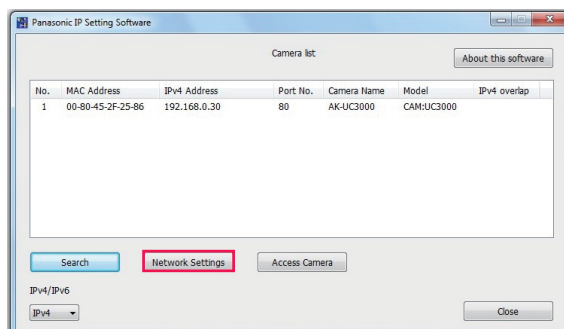 Panasonic IP Setting Software
Camera list
About this software
No. MAC Address IPv4 Address Port No. Camera Name Model IPv4 overlap
1 00-80-45-2F-25-86 192.168.0.30 80 AK-UC3000 CAM:UC3000
Search Network Settings Access Camera
IPv4/IPv6
IPv4 Close